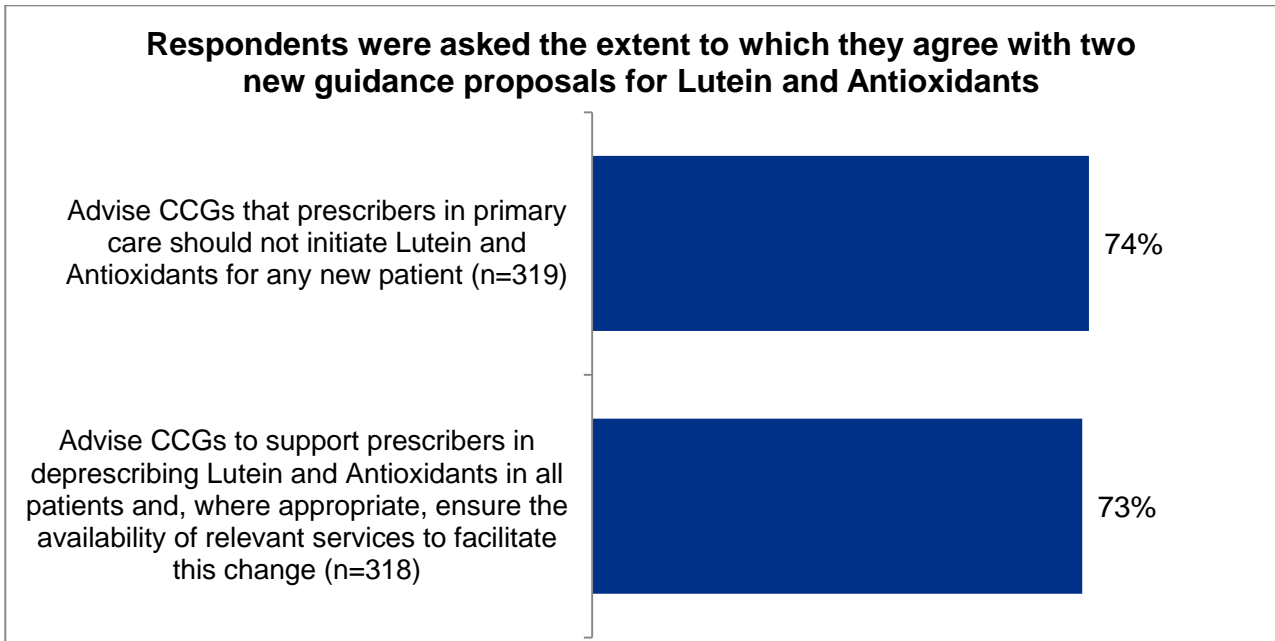 Respondents were asked the extent to which they agree with two
new guidance proposals for Lutein and Antioxidants
Advise CCGs that prescribers in primary
care should not initiate Lutein and
Antioxidants for any new patient (n=319)
74%
Advise CCGs to support prescribers in
deprescribing Lutein and Antioxidants in all
patients and, where appropriate, ensure the
availability of relevant services to facilitate
this change (n=318)
73%